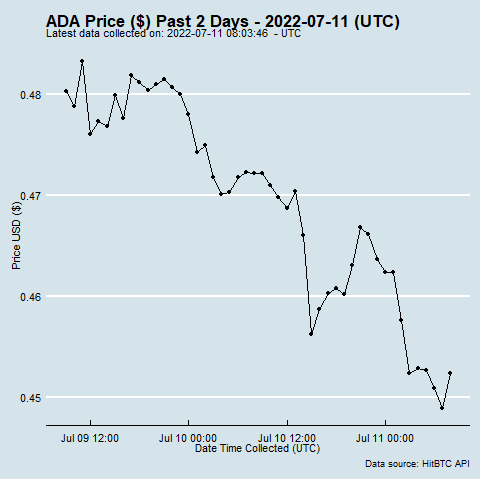 ADA Price ($) Past 2 Days - 2022-07-11 (UTC)
Latest data collected on: 2022-07-11 08:03:46  - UTC
Price USD ($)
0.48
0.47
0.46
0.45
Jul 09 12:00 Jul 10 00:00 Jul 10 12:00 Jul 11 00:00
Date Time Collected (UTC)
Data source: HitBTC API